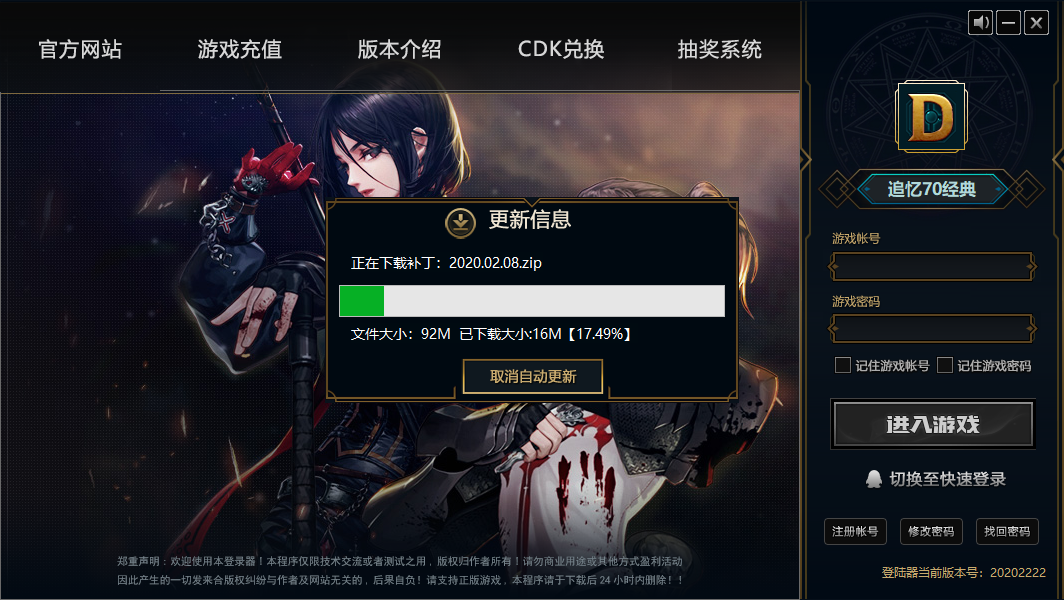 官方网站 游戏充值 版本介绍 CDK兑换 抽奖系统
D
追忆70经典
更新信息
正在下载补丁：2020.02.08.zip
文件大小：92M 已下载大小:16M【17.49%】
取消自动更新
游戏帐号
游戏密码
记住游戏帐号 记住游戏密码
进入游戏
切换至快速登录
注册帐号 修改密码 找回密码
登陆器当前版本号：20202222
郑重声明：欢迎使用本登录器！本程序仅限技术交流或者测试之用，版权归作者所有！请勿商业用途或其他方式盈利活动
因此产生的一切发来合版权纠纷与作者及网站无关的，后果自负！请支持正版游戏，本程序请于下载后 24 小时内删除！！